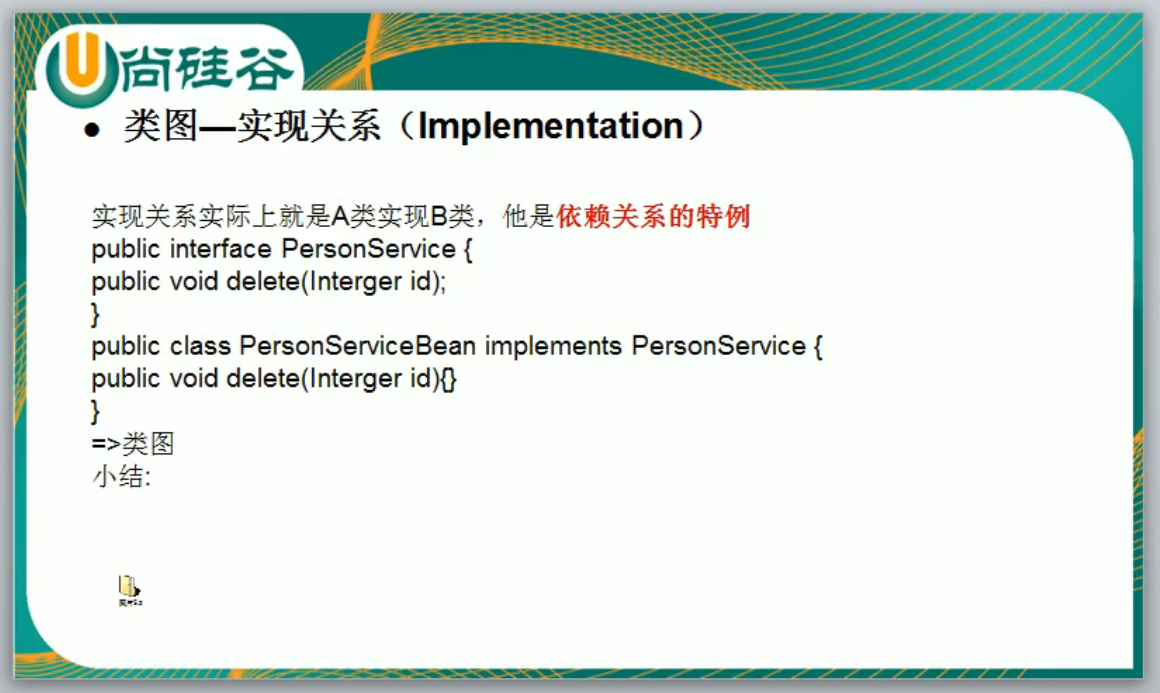 尚硅谷
● 类图—实现关系（Implementation）
实现关系实际上就是A类实现B类，他是依赖关系的特例
public interface PersonService {
public void delete(Interger id);
}
public class PersonServiceBean implements PersonService {
public void delete(Interger id){}
}
=>类图
小结: